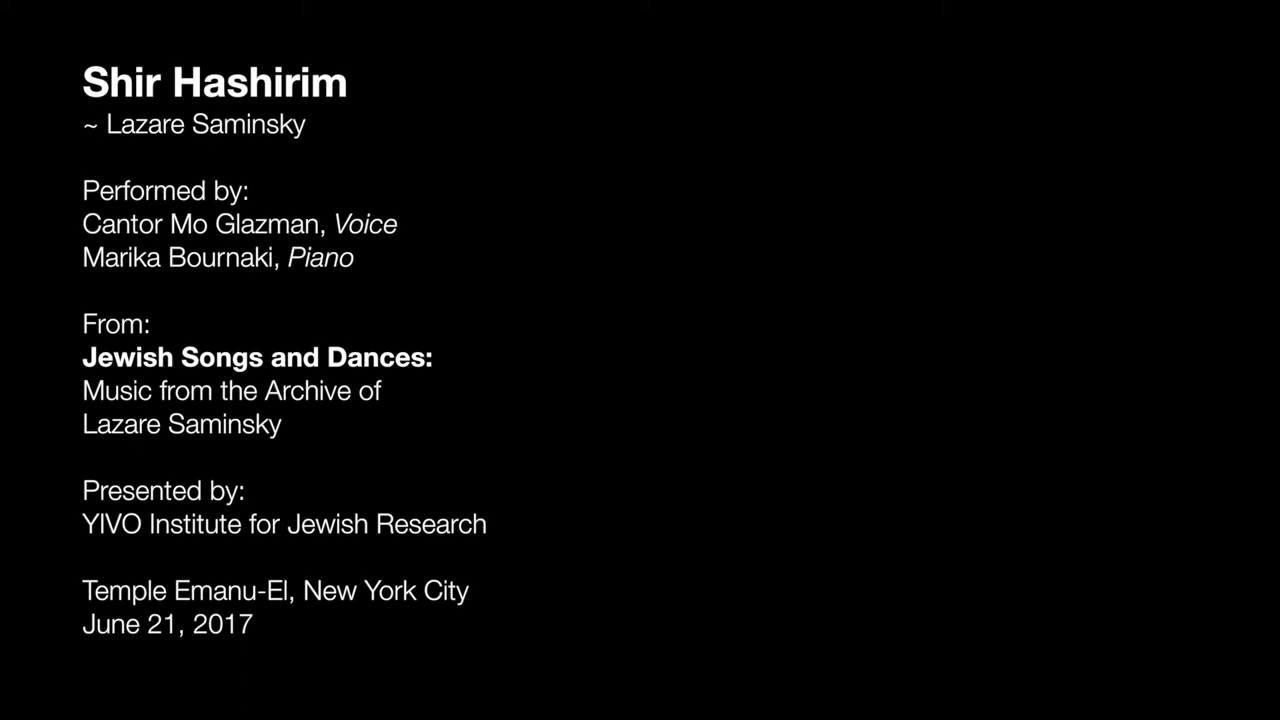 Shir Hashirim
~ Lazare Saminsky
Performed by:
Cantor Mo Glazman, Voice
Marika Bournaki, Piano
From:
Jewish Songs and Dances:
Music from the Archive of
Lazare Saminsky
Presented by:
YIVO Institute for Jewish Research
Temple Emanu-El, New York City
June 21, 2017